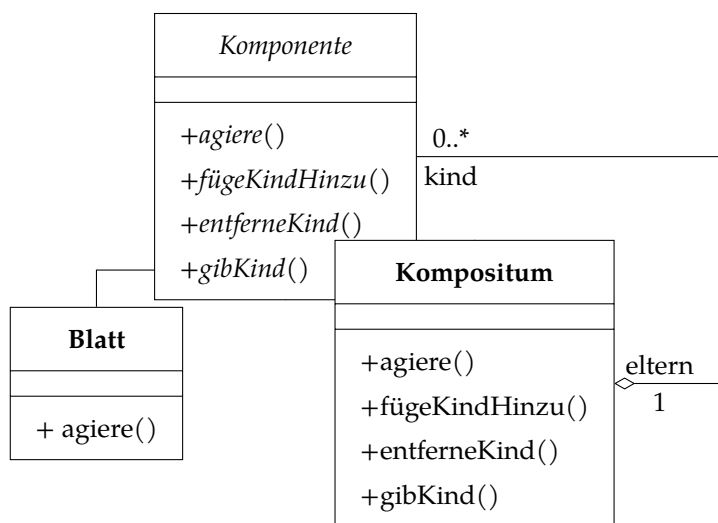 Komponente
+agiere()
+fügeKindHinzu()
+entferneKind()
+gibKind()
0..*
kind
Blatt
+ agiere()
Kompositum
+agiere()
+fügeKindHinzu()
+entferneKind()
+gibKind()
eltern
1